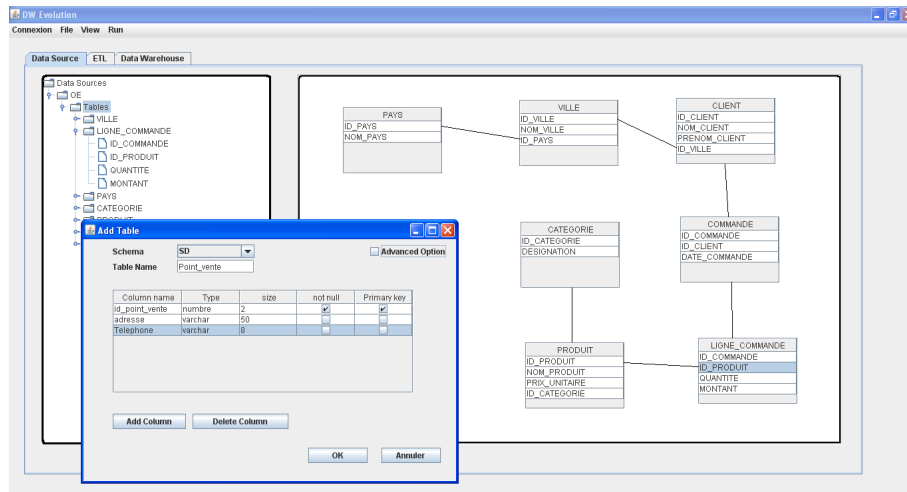 DW Evolution
Connexion File View Run
Data Source ETL Data Warehouse
Data Sources
OE
Tables
VILLE
LIGNE_COMMANDE
ID_COMMANDE
ID_PRODUIT
QUANTITE
MONTANT
PAYS
CATEGORIE
PRODUIT
PAYS
ID_PAYS
NOM_PAYS
VILLE
ID_VILLE
NOM_VILLE
ID_PAYS
CLIENT
ID_CLIENT
NOM_CLIENT
PRENOM_CLIENT
ID_VILLE
CATEGORIE
ID_CATEGORIE
DESIGNATION
COMMANDE
ID_COMMANDE
ID_CLIENT
DATE_COMMANDE
PRODUIT
ID_PRODUIT
NOM_PRODUIT
PRIX_UNITAIRE
ID_CATEGORIE
LIGNE_COMMANDE
ID_COMMANDE
ID_PRODUIT
QUANTITE
MONTANT
Add Table
Schema SD Advanced Option
Table Name Point_vente
Column name Type size not null Primary key
id_point_vente numbre 2
adresse varchar 50
Telephone varchar 8
Add Column Delete Column
OK Annuler